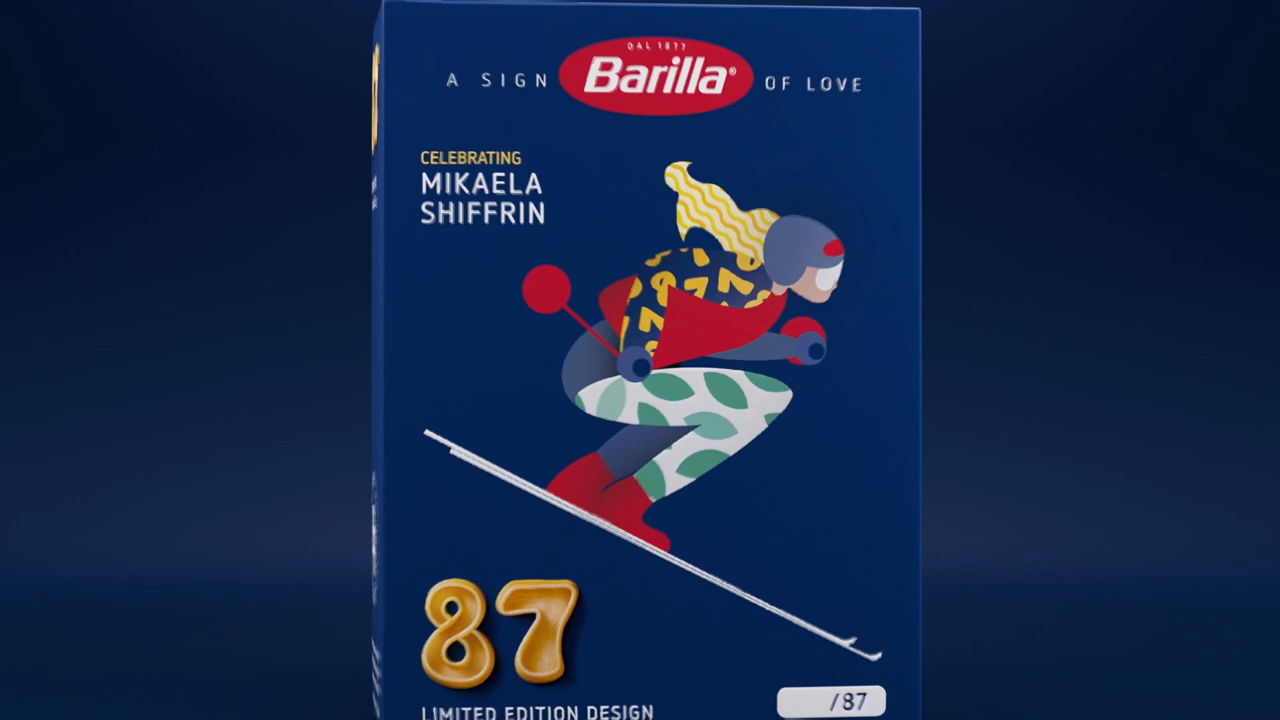 DAL 1877
A SIGN Barilla® OF LOVE
CELEBRATING
MIKAELA
SHIFFRIN
87
LIMITED EDITION DESIGN
/87